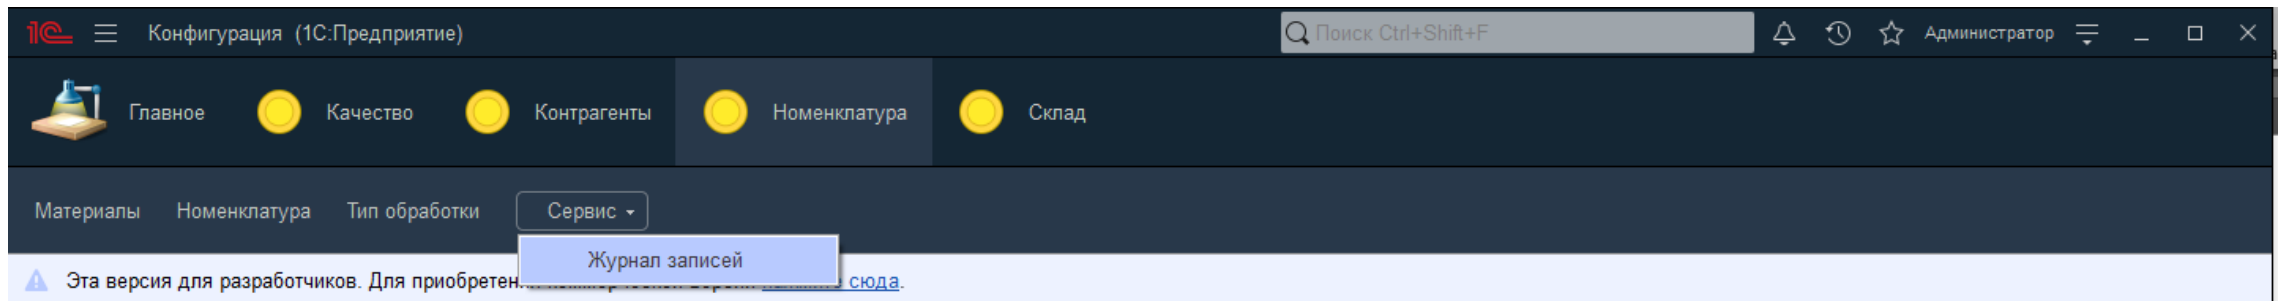 1С Конфигурация (1С:Предприятие) Поиск Ctrl+Shift+F Администратор
Главное Качество Контрагенты Номенклатура Склад
Материалы Номенклатура Тип обработки Сервис
Журнал записей
Эта версия для разработчиков. Для приобретен сюда.